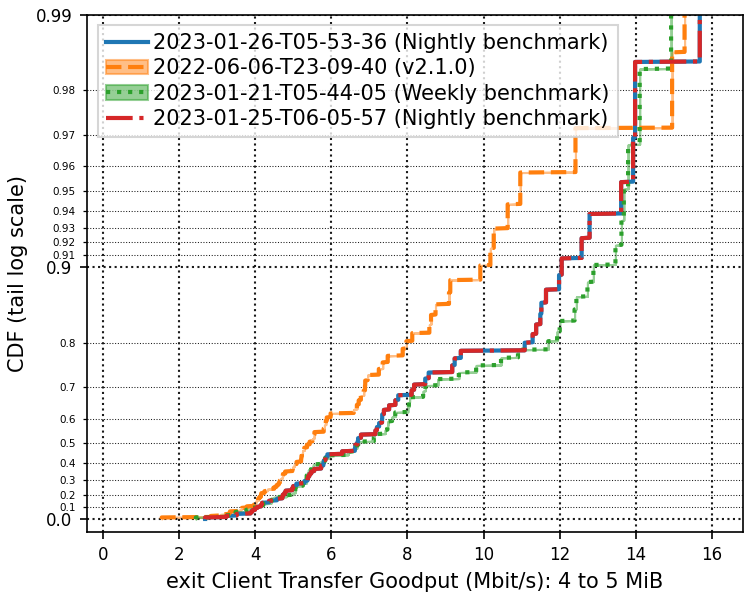 0.99
2023-01-26-T05-53-36 (Nightly benchmark)
2022-06-06-T23-09-40 (v2.1.0)
2023-01-21-T05-44-05 (Weekly benchmark)
2023-01-25-T06-05-57 (Nightly benchmark)
0.98
0.97
0.96
0.95
0.94
0.93
0.92
0.91
0.9
0.8
0.7
0.6
0.5
0.4
0.3
0.2
0.1
0.0
CDF (tail log scale)
0 2 4 6 8 10 12 14 16
exit Client Transfer Goodput (Mbit/s): 4 to 5 MiB